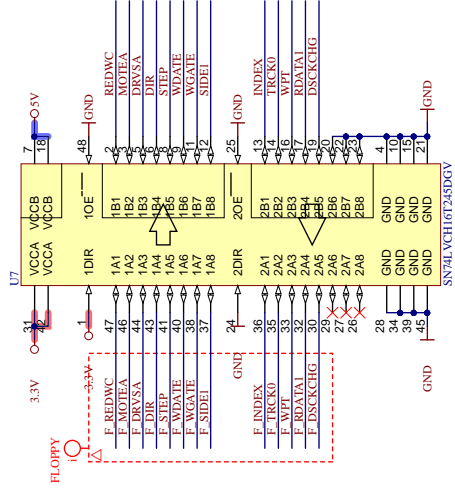 U7
3.3V 31 VCCA VCCB 7 5V
42 VCCA VCCB 18
FLOPPY
i
3.3V 1 1DIR 1OE 48 GND
F_REDWC 47 1A1 1B1 2 REDWC
F_MOTEA 46 1A2 1B2 3 MOTEA
F_DRVSA 44 1A3 1B3 5 DRVSA
F_DIR 43 1A4 1B4 6 DIR
F_STEP 41 1A5 1B5 8 STEP
F_WDATE 40 1A6 1B6 9 WDATE
F_WGATE 38 1A7 1B7 11 WGATE
F_SIDE1 37 1A8 1B8 12 SIDE1
GND 24 2DIR 2OE 25 GND
F_INDEX 36 2A1 2B1 13 INDEX
F_TRCK0 35 2A2 2B2 14 TRCK0
F_WPT 33 2A3 2B3 16 WPT
F_RDATA1 32 2A4 2B4 17 RDATA1
F_DSCKCHG 30 2A5 2B5 19 DSCKCHG
29 2A6 2B6 20
27 2A7 2B7 22
26 2A8 2B8 23
28 GND GND 4
34 GND GND 10
39 GND GND 15
GND 45 GND GND 21 GND
SN74LVCH16T245DGV